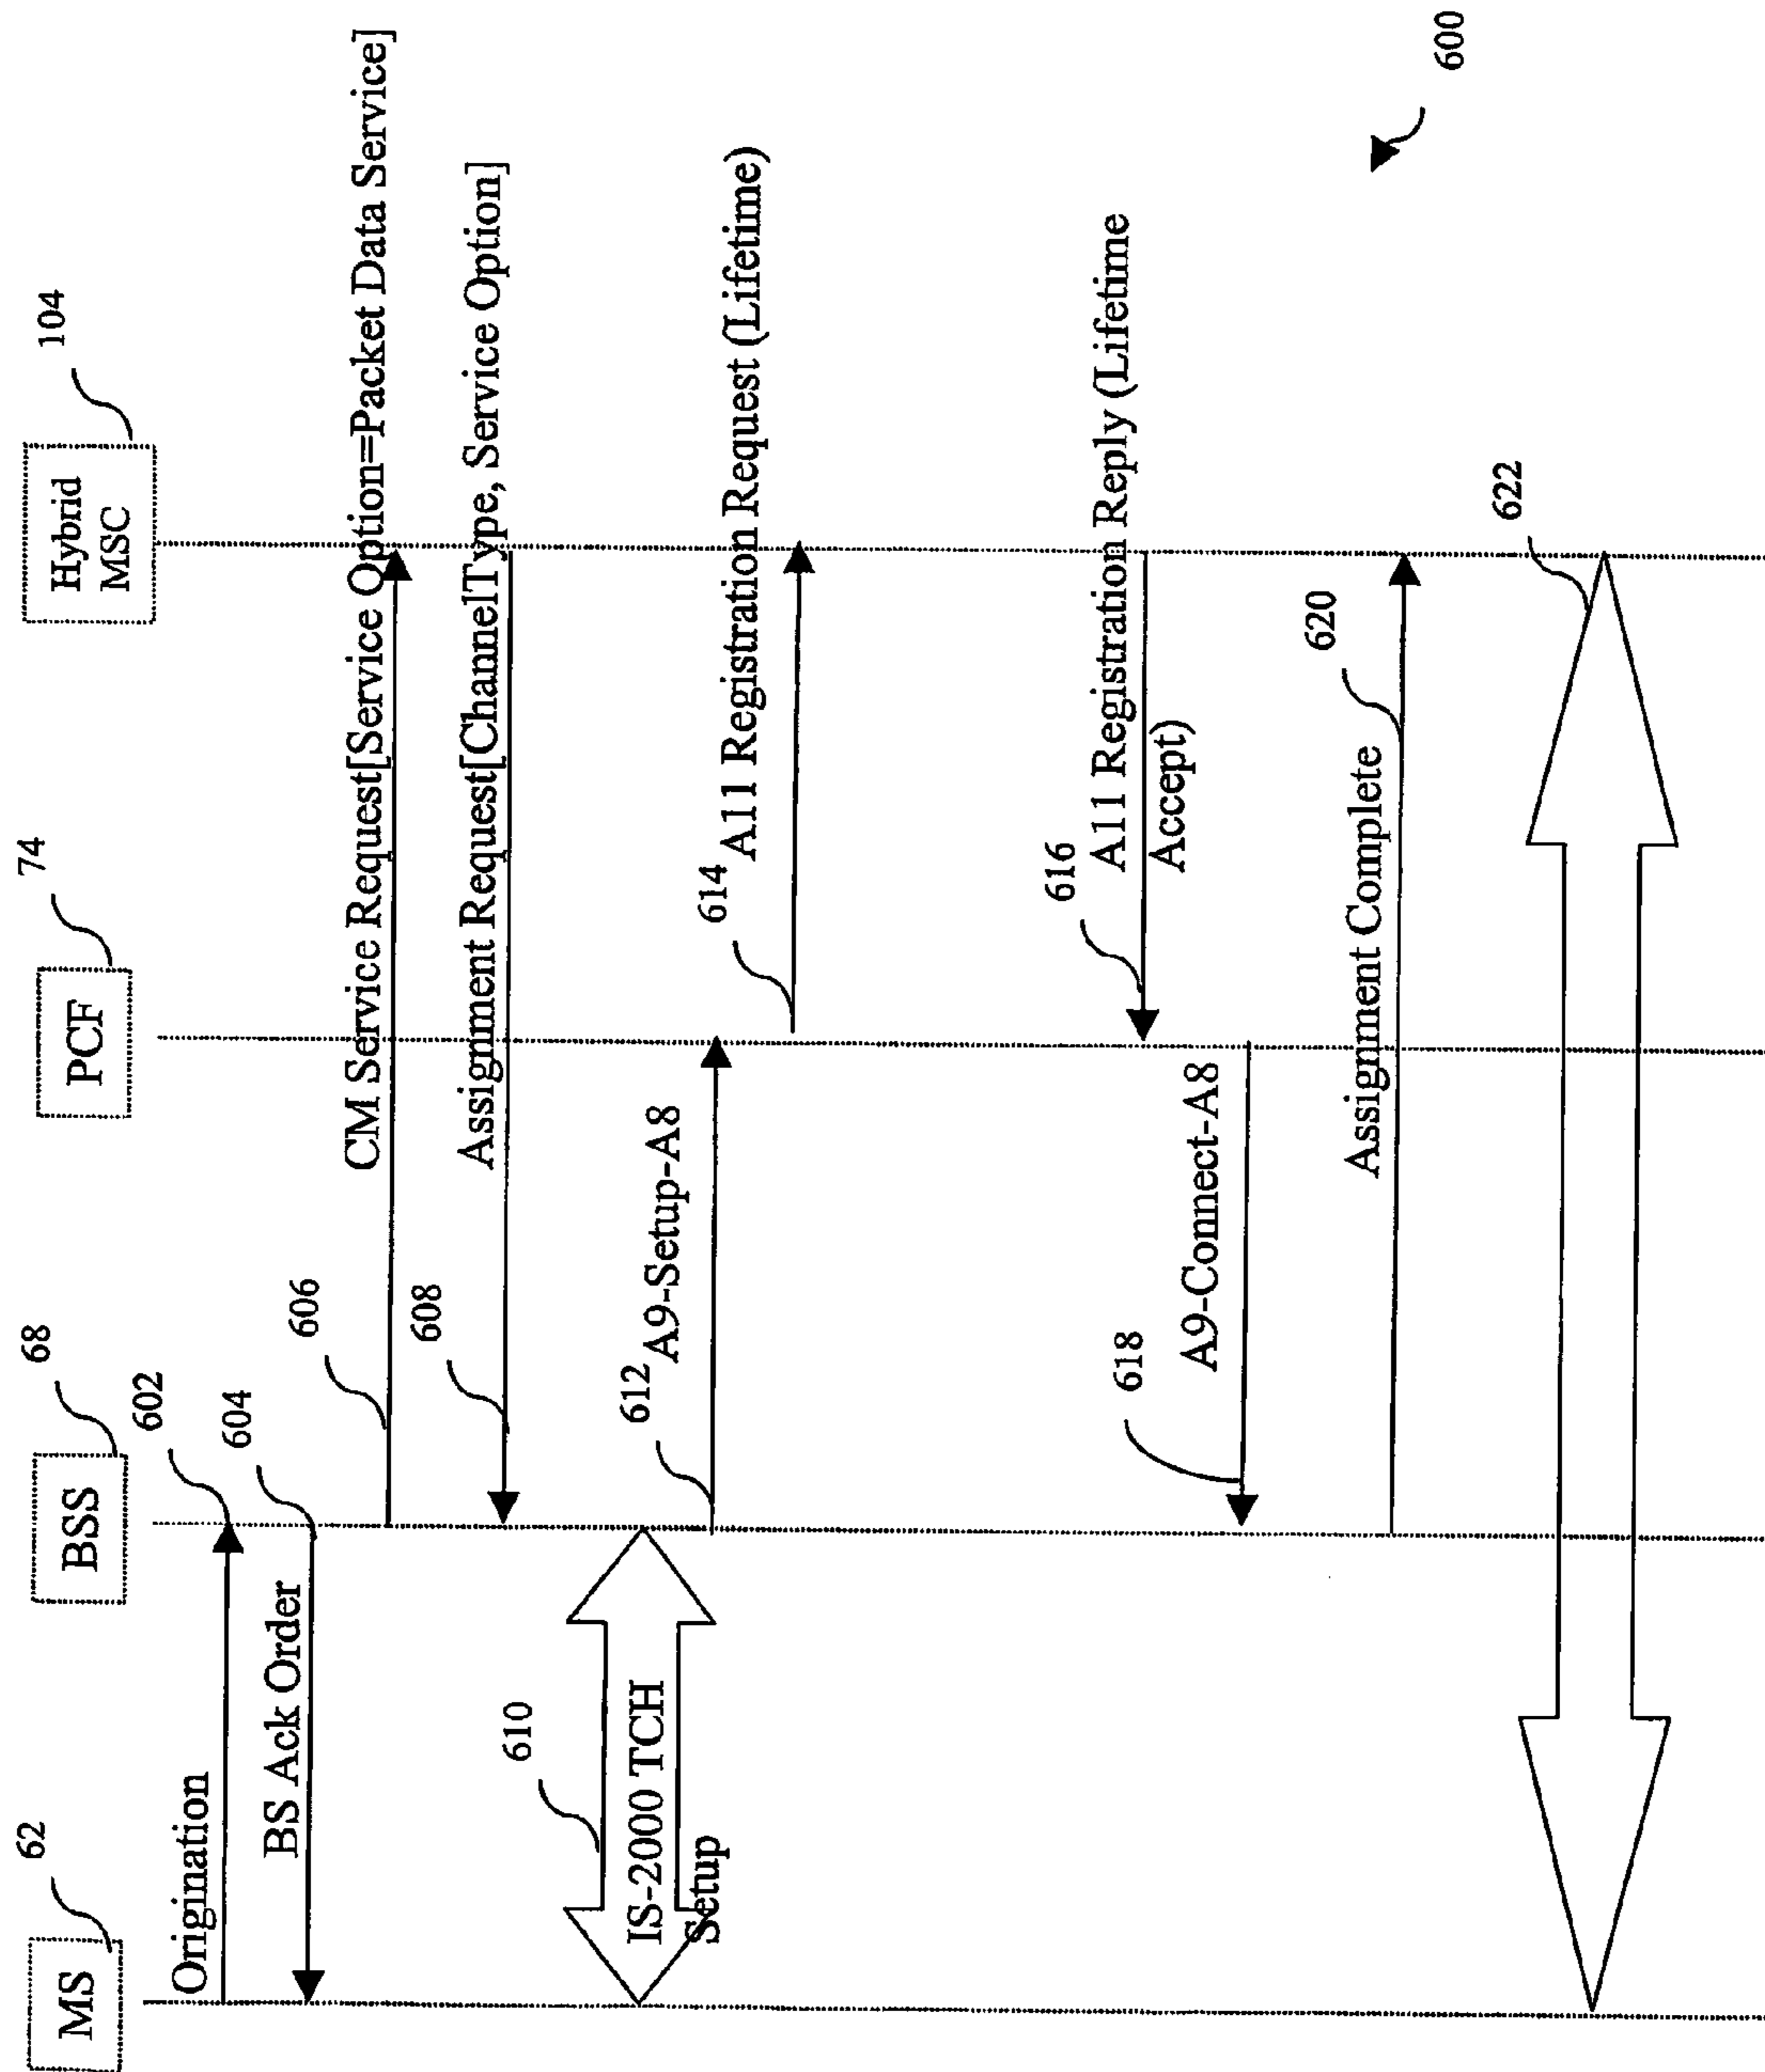 MS
62
BSS
68
PCF
74
Hybrid
MSC
104
Origination
602
BS Ack Order
604
606
CM Service Request[Service Option=Packet Data Service]
608
Assignment Request[ChannelType, Service Option]
610
IS-2000 TCH
Setup
612
A9-Setup-A8
614
A11 Registration Request (Lifetime)
616
A11 Registration Reply (Lifetime
Accept)
618
A9-Connect-A8
Assignment Complete
620
622
600